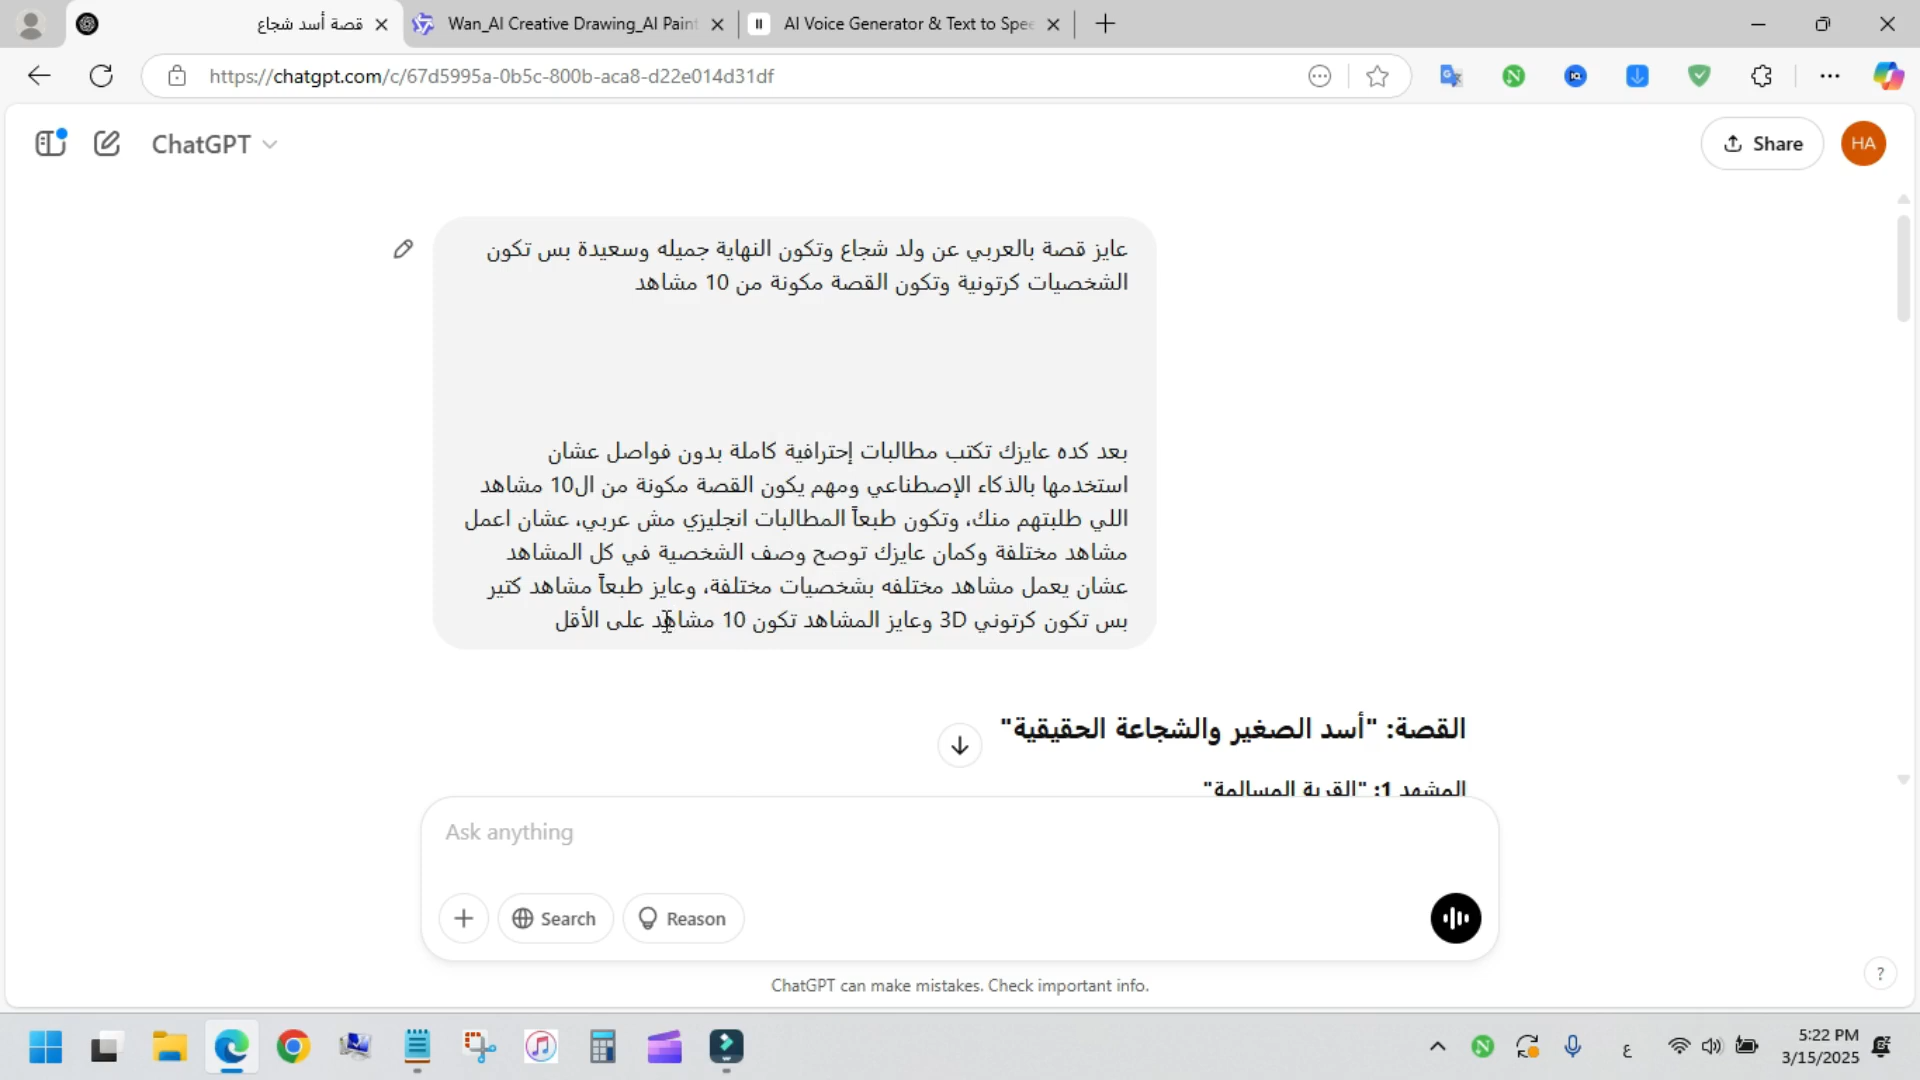 قصة أسد شجاع
Wan_AI Creative Drawing_AI Pain
AI Voice Generator & Text to Spee
https://chatgpt.com/c/67d5995a-0b5c-800b-aca8-d22e014d31df
ChatGPT
Share
HA
عايز قصة بالعربي عن ولد شجاع وتكون النهاية جميله وسعيدة بس تكون
الشخصيات كرتونية وتكون القصة مكونة من 10 مشاهد
بعد كده عايزك تكتب مطالبات إحترافية كاملة بدون فواصل عشان
استخدمها بالذكاء الإصطناعي ومهم يكون القصة مكونة من ال10 مشاهد
اللي طلبتهم منك، وتكون طبعاً المطالبات انجليزي مش عربي، عشان اعمل
مشاهد مختلفة وكمان عايزك توصح وصف الشخصية في كل المشاهد
عشان يعمل مشاهد مختلفه بشخصيات مختلفة، وعايز طبعاً مشاهد كتير
بس تكون كرتوني 3D وعايز المشاهد تكون 10 مشاهد على الأقل
القصة: "أسد الصغير والشجاعة الحقيقية"
المشهد 1: "القرية المسالمة"
Ask anything
Search
Reason
ChatGPT can make mistakes. Check important info.
?
ع
5:22 PM
3/15/2025